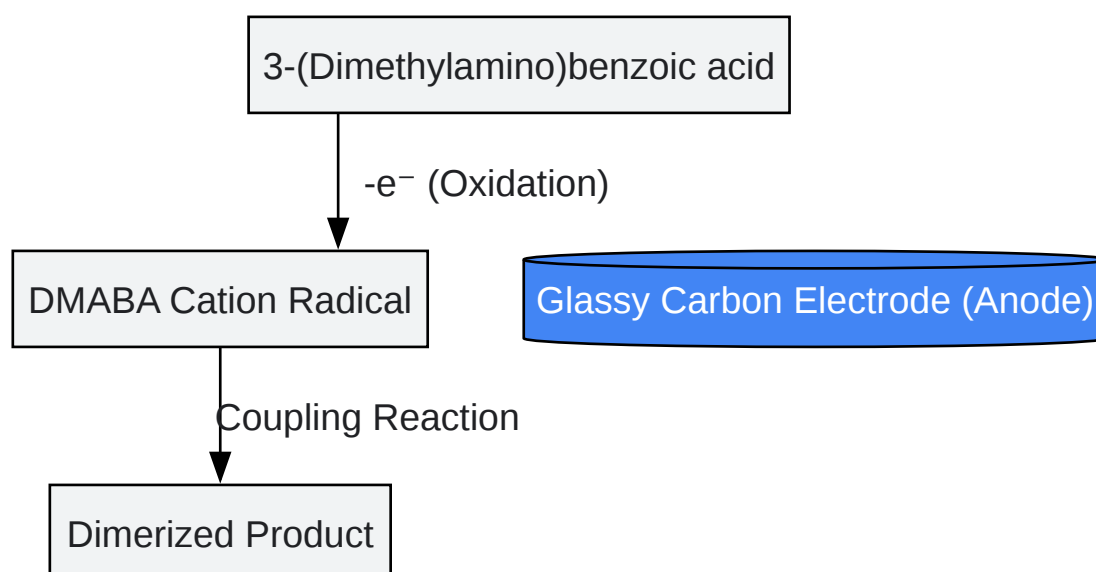 3-(Dimethylamino)benzoic acid
-e⁻ (Oxidation)
DMABA Cation Radical
Glassy Carbon Electrode (Anode)
Coupling Reaction
Dimerized Product